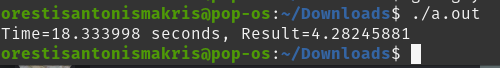 orestisantonismakris@pop-os:~/Downloads$ ./a.out
Time=18.333998 seconds, Result=4.28245881
orestisantonismakris@pop-os:~/Downloads$